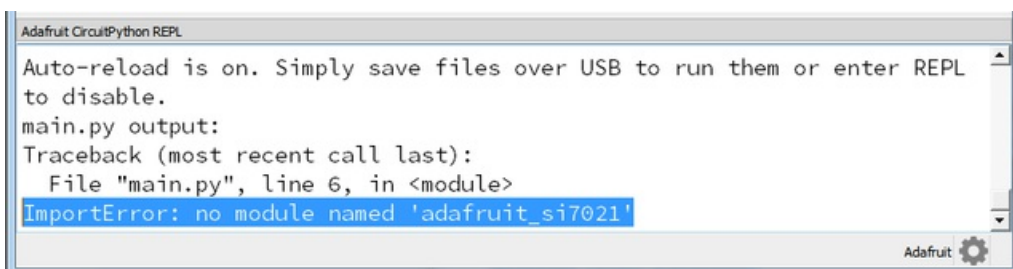 Adafruit CircuitPython REPL
Auto-reload is on. Simply save files over USB to run them or enter REPL
to disable.
main.py output:
Traceback (most recent call last):
  File "main.py", line 6, in <module>
ImportError: no module named 'adafruit_si7021'
Adafruit